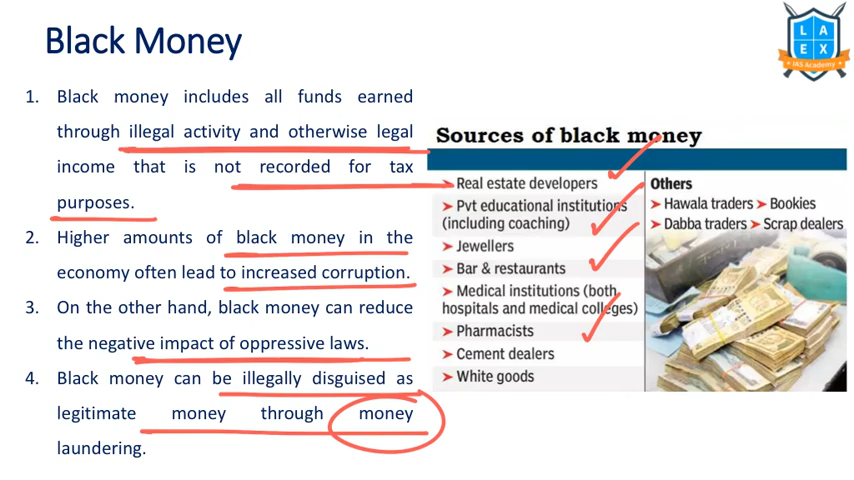 Black Money
L A
E X
IAS Academy
1. Black money includes all funds earned
through illegal activity and otherwise legal
income that is not recorded for tax
purposes.
2. Higher amounts of black money in the
economy often lead to increased corruption.
3. On the other hand, black money can reduce
the negative impact of oppressive laws.
4. Black money can be illegally disguised as
legitimate money through money
laundering.
Sources of black money
➤ Real estate developers
➤ Pvt educational institutions
(including coaching)
➤ Jewellers
➤ Bar & restaurants
➤ Medical institutions (both
hospitals and medical colleges)
➤ Pharmacists
➤ Cement dealers
➤ White goods
Others
➤ Hawala traders ➤ Bookies
➤ Dabba traders ➤ Scrap dealers